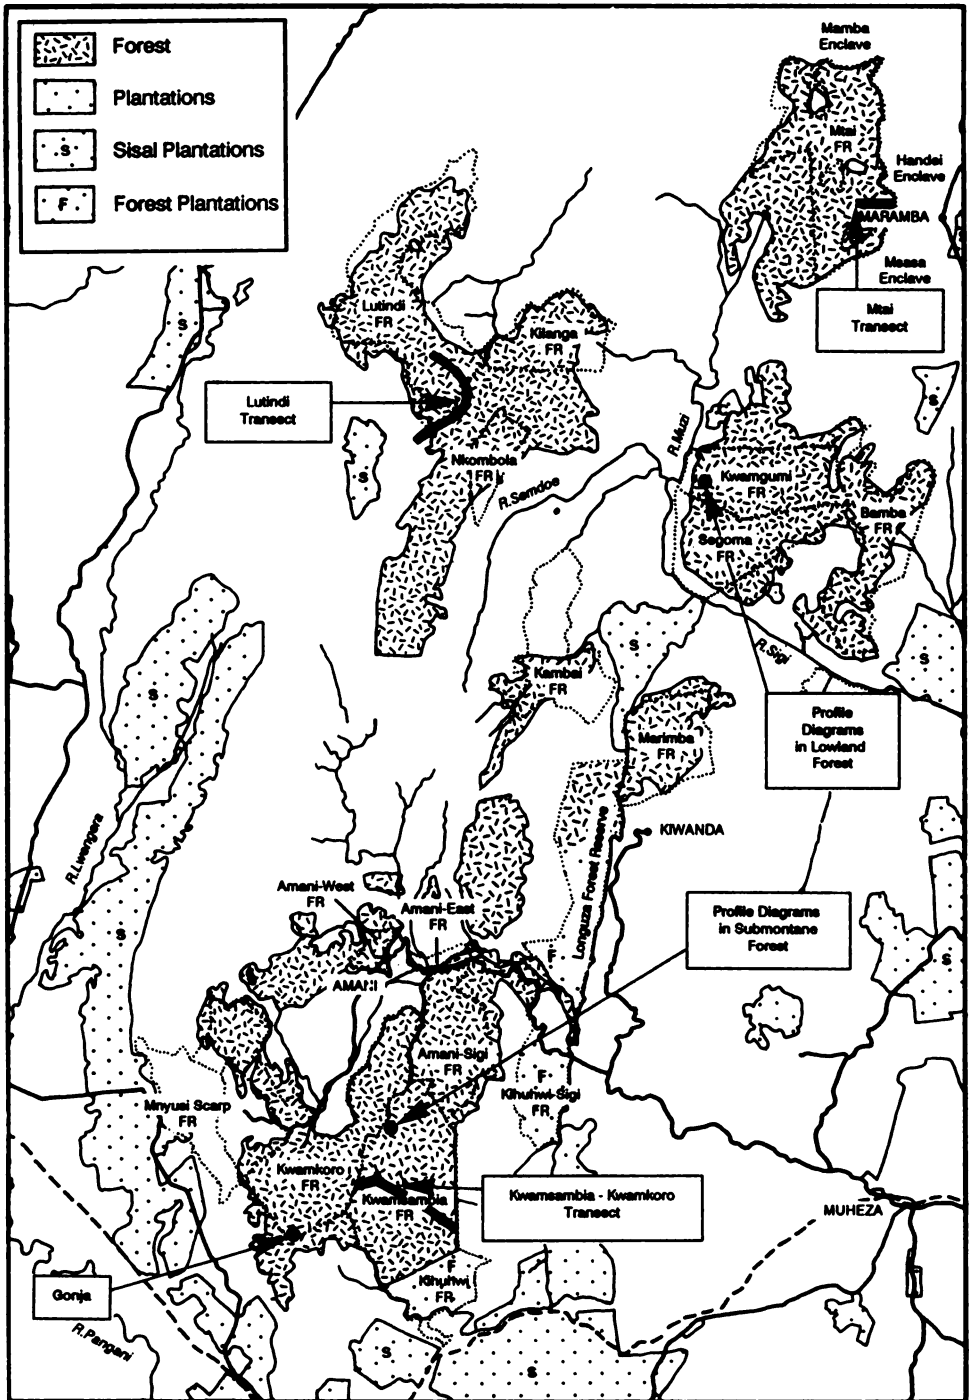 Forest
Plantations
S
Sisal Plantations
F
Forest Plantations
Mamba
Enclave
Mtai
FR
Handei
Enclave
MARAMBA
Msasa
Enclave
Mtai
Transect
S
Lutindi
FR
Kilanga
FR
Lutindi
Transect
S
S
Nkombola
FR
R.Semdoe
R.Muzi
Kwamgumi
FR
Segoma
FR
Bamba
FR
R.Sigi
S
S
S
Kambai
FR
Marimba
FR
Profile
Diagrams
in Lowland
Forest
R.Lwengera
KIWANDA
Longuza Forest Reserve
Amani-West
FR
Amani-East
FR
Profile Diagrams
in Submontane
Forest
S
F
S
AMANI
Amani-Sigi
FR
F
Kihuhwi-Sigi
FR
Mnyusi Scarp
FR
Kwamkoro
FR
Kwamsambia
FR
Kwamsambia - Kwamkoro
Transect
MUHEZA
Gonja
F
Kihuhwi
FR
R.Pangani
S
S